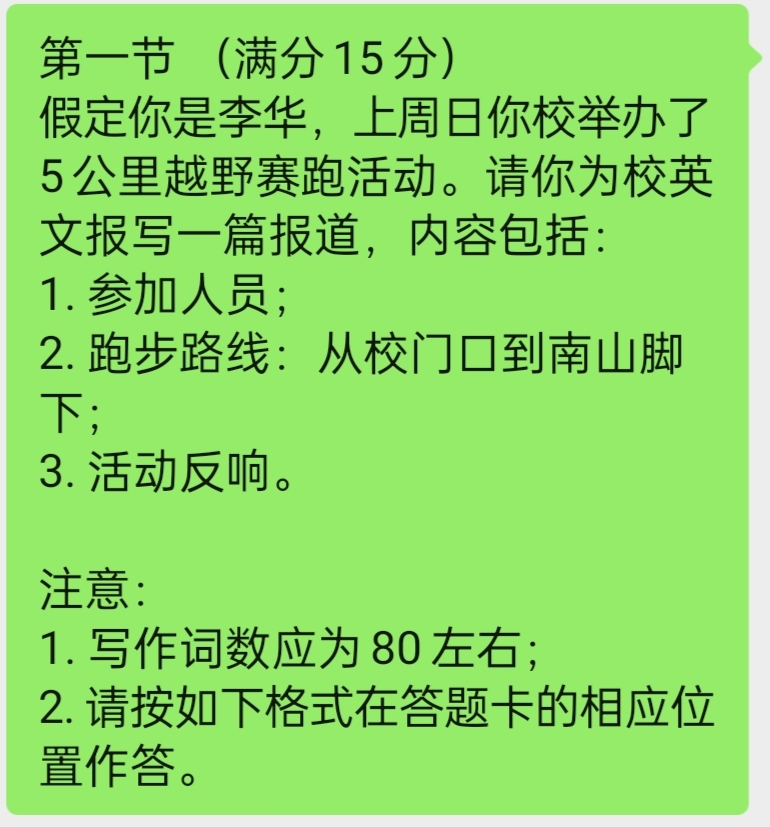 第一节 （满分15分）
假定你是李华，上周日你校举办了
5公里越野赛跑活动。请你为校英
文报写一篇报道，内容包括：
1. 参加人员；
2. 跑步路线：从校门口到南山脚
下；
3. 活动反响。
注意：
1. 写作词数应为80左右；
2. 请按如下格式在答题卡的相应位
置作答。